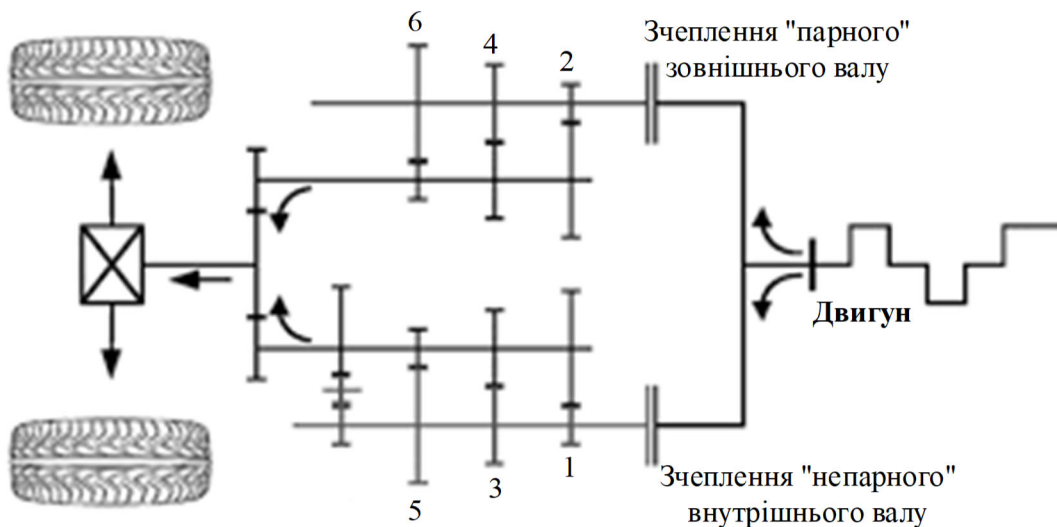 6
4
2
Зчеплення "парного"
зовнішнього валу
Двигун
5
3
1
Зчеплення "непарного"
внутрішнього валу